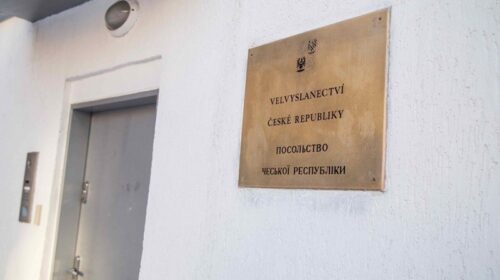 VELVYSLANECTVÍ
ČESKÉ REPUBLIKY
ПОСОЛЬСТВО
ЧЕСЬКОЇ РЕСПУБЛІКИ